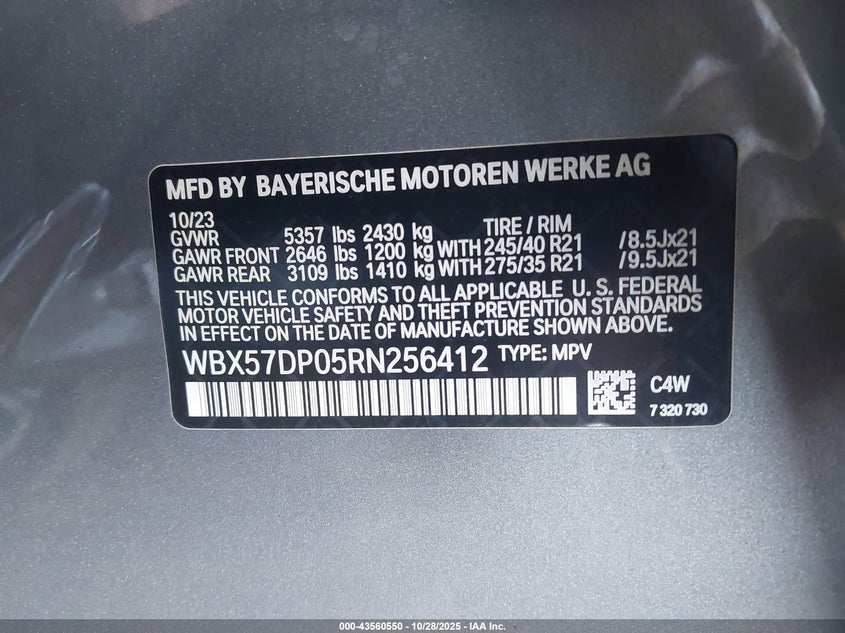 MFD BY BAYERISCHE MOTOREN WERKE AG
10/23 TIRE / RIM
GVWR 5357 lbs 2430 kg
GAWR FRONT 2646 lbs 1200 kg WITH 245/40 R21 /8.5Jx21
GAWR REAR 3109 lbs 1410 kg WITH 275/35 R21 /9.5Jx21
THIS VEHICLE CONFORMS TO ALL APPLICABLE U. S. FEDERAL
MOTOR VEHICLE SAFETY AND THEFT PREVENTION STANDARDS
IN EFFECT ON THE DATE OF MANUFACTURE SHOWN ABOVE.
WBX57DP05RN256412 TYPE: MPV
C4W
7 320 730
000-43560550 - 10/28/2025 - IAA Inc.